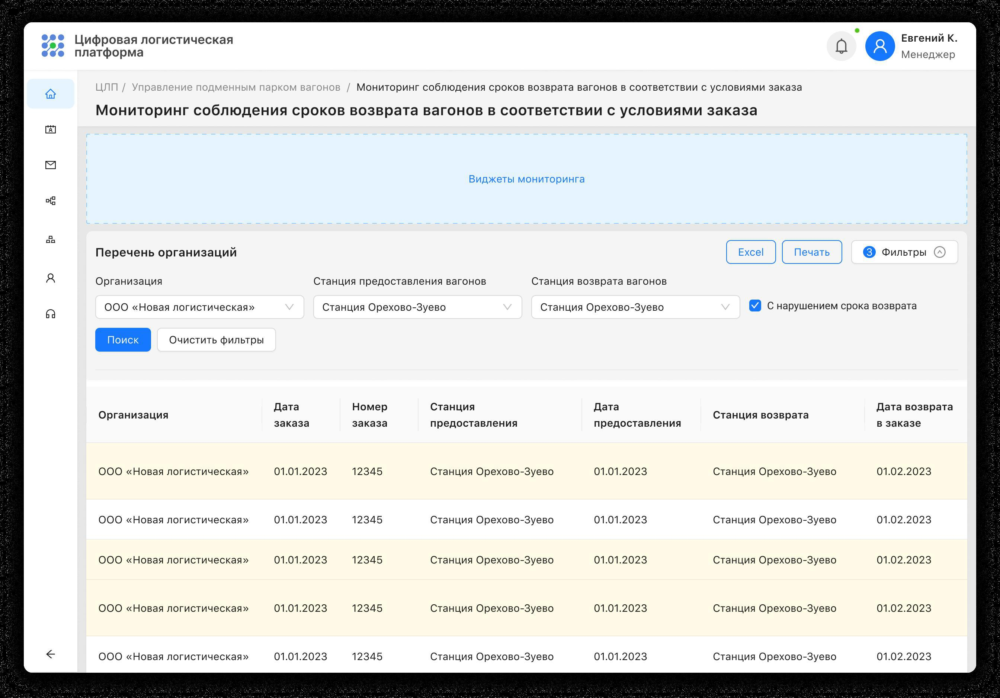 Цифровая логистическая
платформа
Евгений К.
Менеджер
ЦЛП / Управление подменным парком вагонов / Мониторинг соблюдения сроков возврата вагонов в соответствии с условиями заказа
Мониторинг соблюдения сроков возврата вагонов в соответствии с условиями заказа
Виджеты мониторинга
Перечень организаций
Excel
Печать
3 Фильтры
Организация
Станция предоставления вагонов
Станция возврата вагонов
ООО «Новая логистическая»
Станция Орехово-Зуево
Станция Орехово-Зуево
С нарушением срока возврата
Поиск
Очистить фильтры
Организация
Дата
заказа
Номер
заказа
Станция
предоставления
Дата
предоставления
Станция возврата
Дата возврата
в заказе
ООО «Новая логистическая» 01.01.2023 12345 Станция Орехово-Зуево 01.01.2023 Станция Орехово-Зуево 01.02.2023
ООО «Новая логистическая» 01.01.2023 12345 Станция Орехово-Зуево 01.01.2023 Станция Орехово-Зуево 01.02.2023
ООО «Новая логистическая» 01.01.2023 12345 Станция Орехово-Зуево 01.01.2023 Станция Орехово-Зуево 01.02.2023
ООО «Новая логистическая» 01.01.2023 12345 Станция Орехово-Зуево 01.01.2023 Станция Орехово-Зуево 01.02.2023
ООО «Новая логистическая» 01.01.2023 12345 Станция Орехово-Зуево 01.01.2023 Станция Орехово-Зуево 01.02.2023